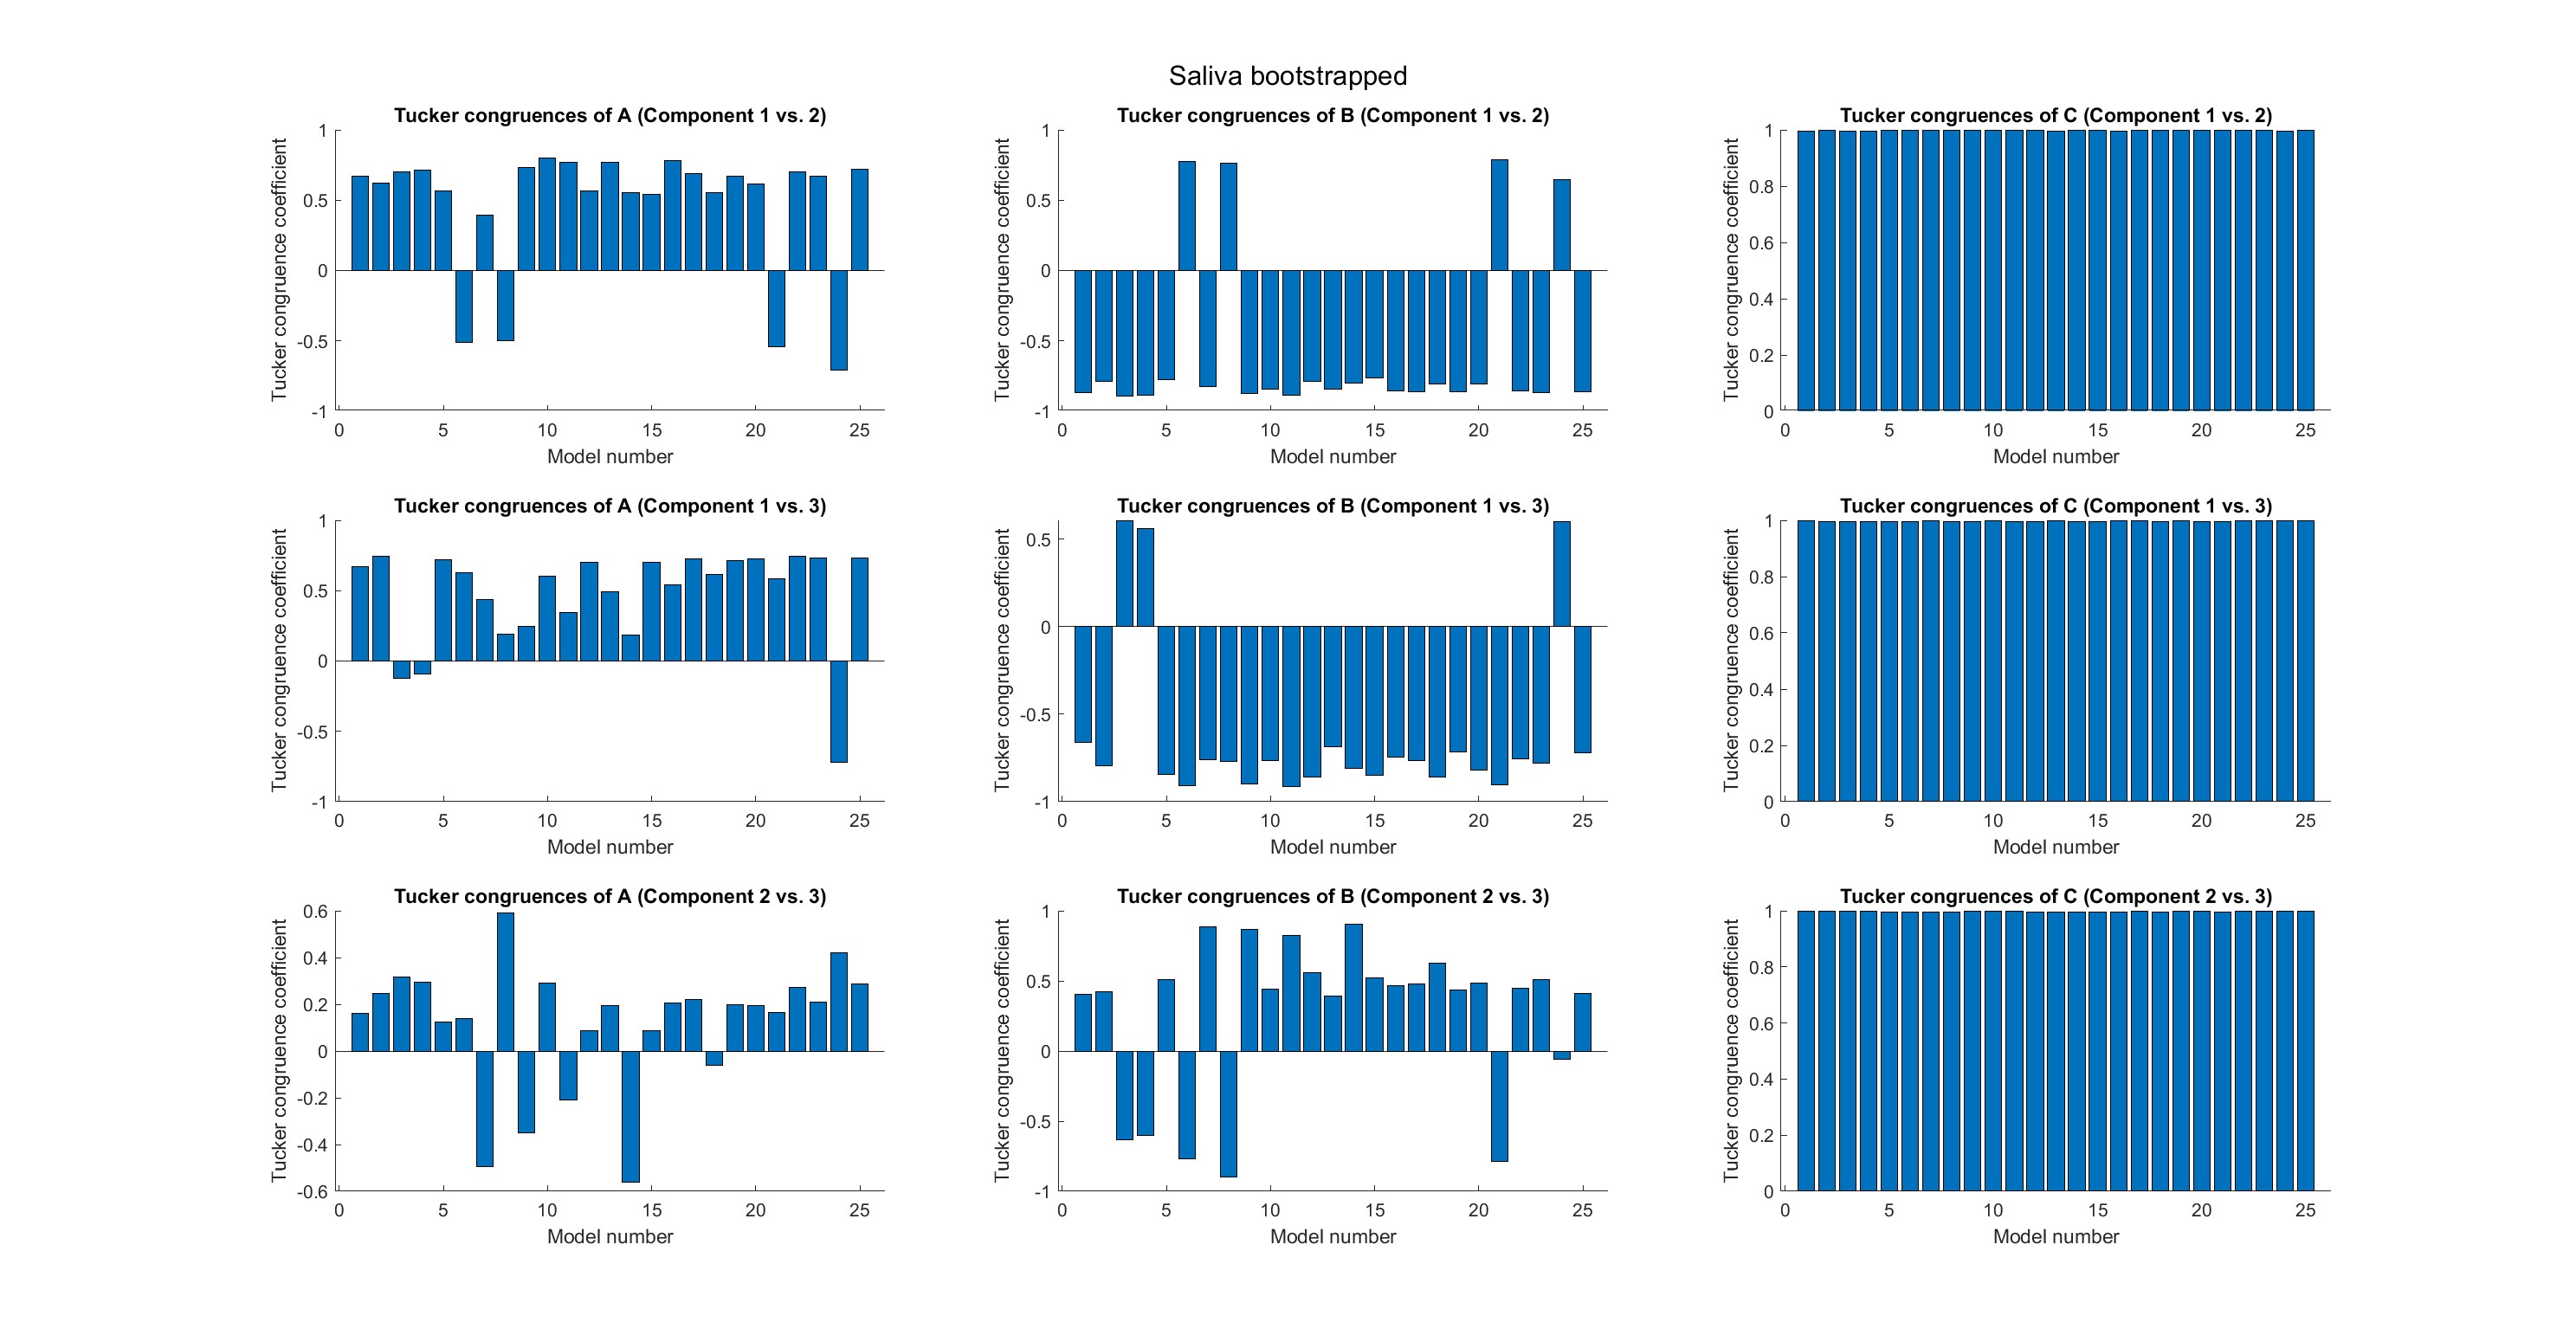 Saliva bootstrapped
Tucker congruences of A (Component 1 vs. 2)
Tucker congruence coefficient
1
0.5
0
-0.5
-1
0 5 10 15 20 25
Model number
Tucker congruences of B (Component 1 vs. 2)
Tucker congruence coefficient
1
0.5
0
-0.5
-1
0 5 10 15 20 25
Model number
Tucker congruences of C (Component 1 vs. 2)
Tucker congruence coefficient
1
0.8
0.6
0.4
0.2
0
0 5 10 15 20 25
Model number
Tucker congruences of A (Component 1 vs. 3)
Tucker congruence coefficient
1
0.5
0
-0.5
-1
0 5 10 15 20 25
Model number
Tucker congruences of B (Component 1 vs. 3)
Tucker congruence coefficient
0.5
0
-0.5
-1
0 5 10 15 20 25
Model number
Tucker congruences of C (Component 1 vs. 3)
Tucker congruence coefficient
1
0.8
0.6
0.4
0.2
0
0 5 10 15 20 25
Model number
Tucker congruences of A (Component 2 vs. 3)
Tucker congruence coefficient
0.6
0.4
0.2
0
-0.2
-0.4
-0.6
0 5 10 15 20 25
Model number
Tucker congruences of B (Component 2 vs. 3)
Tucker congruence coefficient
1
0.5
0
-0.5
-1
0 5 10 15 20 25
Model number
Tucker congruences of C (Component 2 vs. 3)
Tucker congruence coefficient
1
0.8
0.6
0.4
0.2
0
0 5 10 15 20 25
Model number